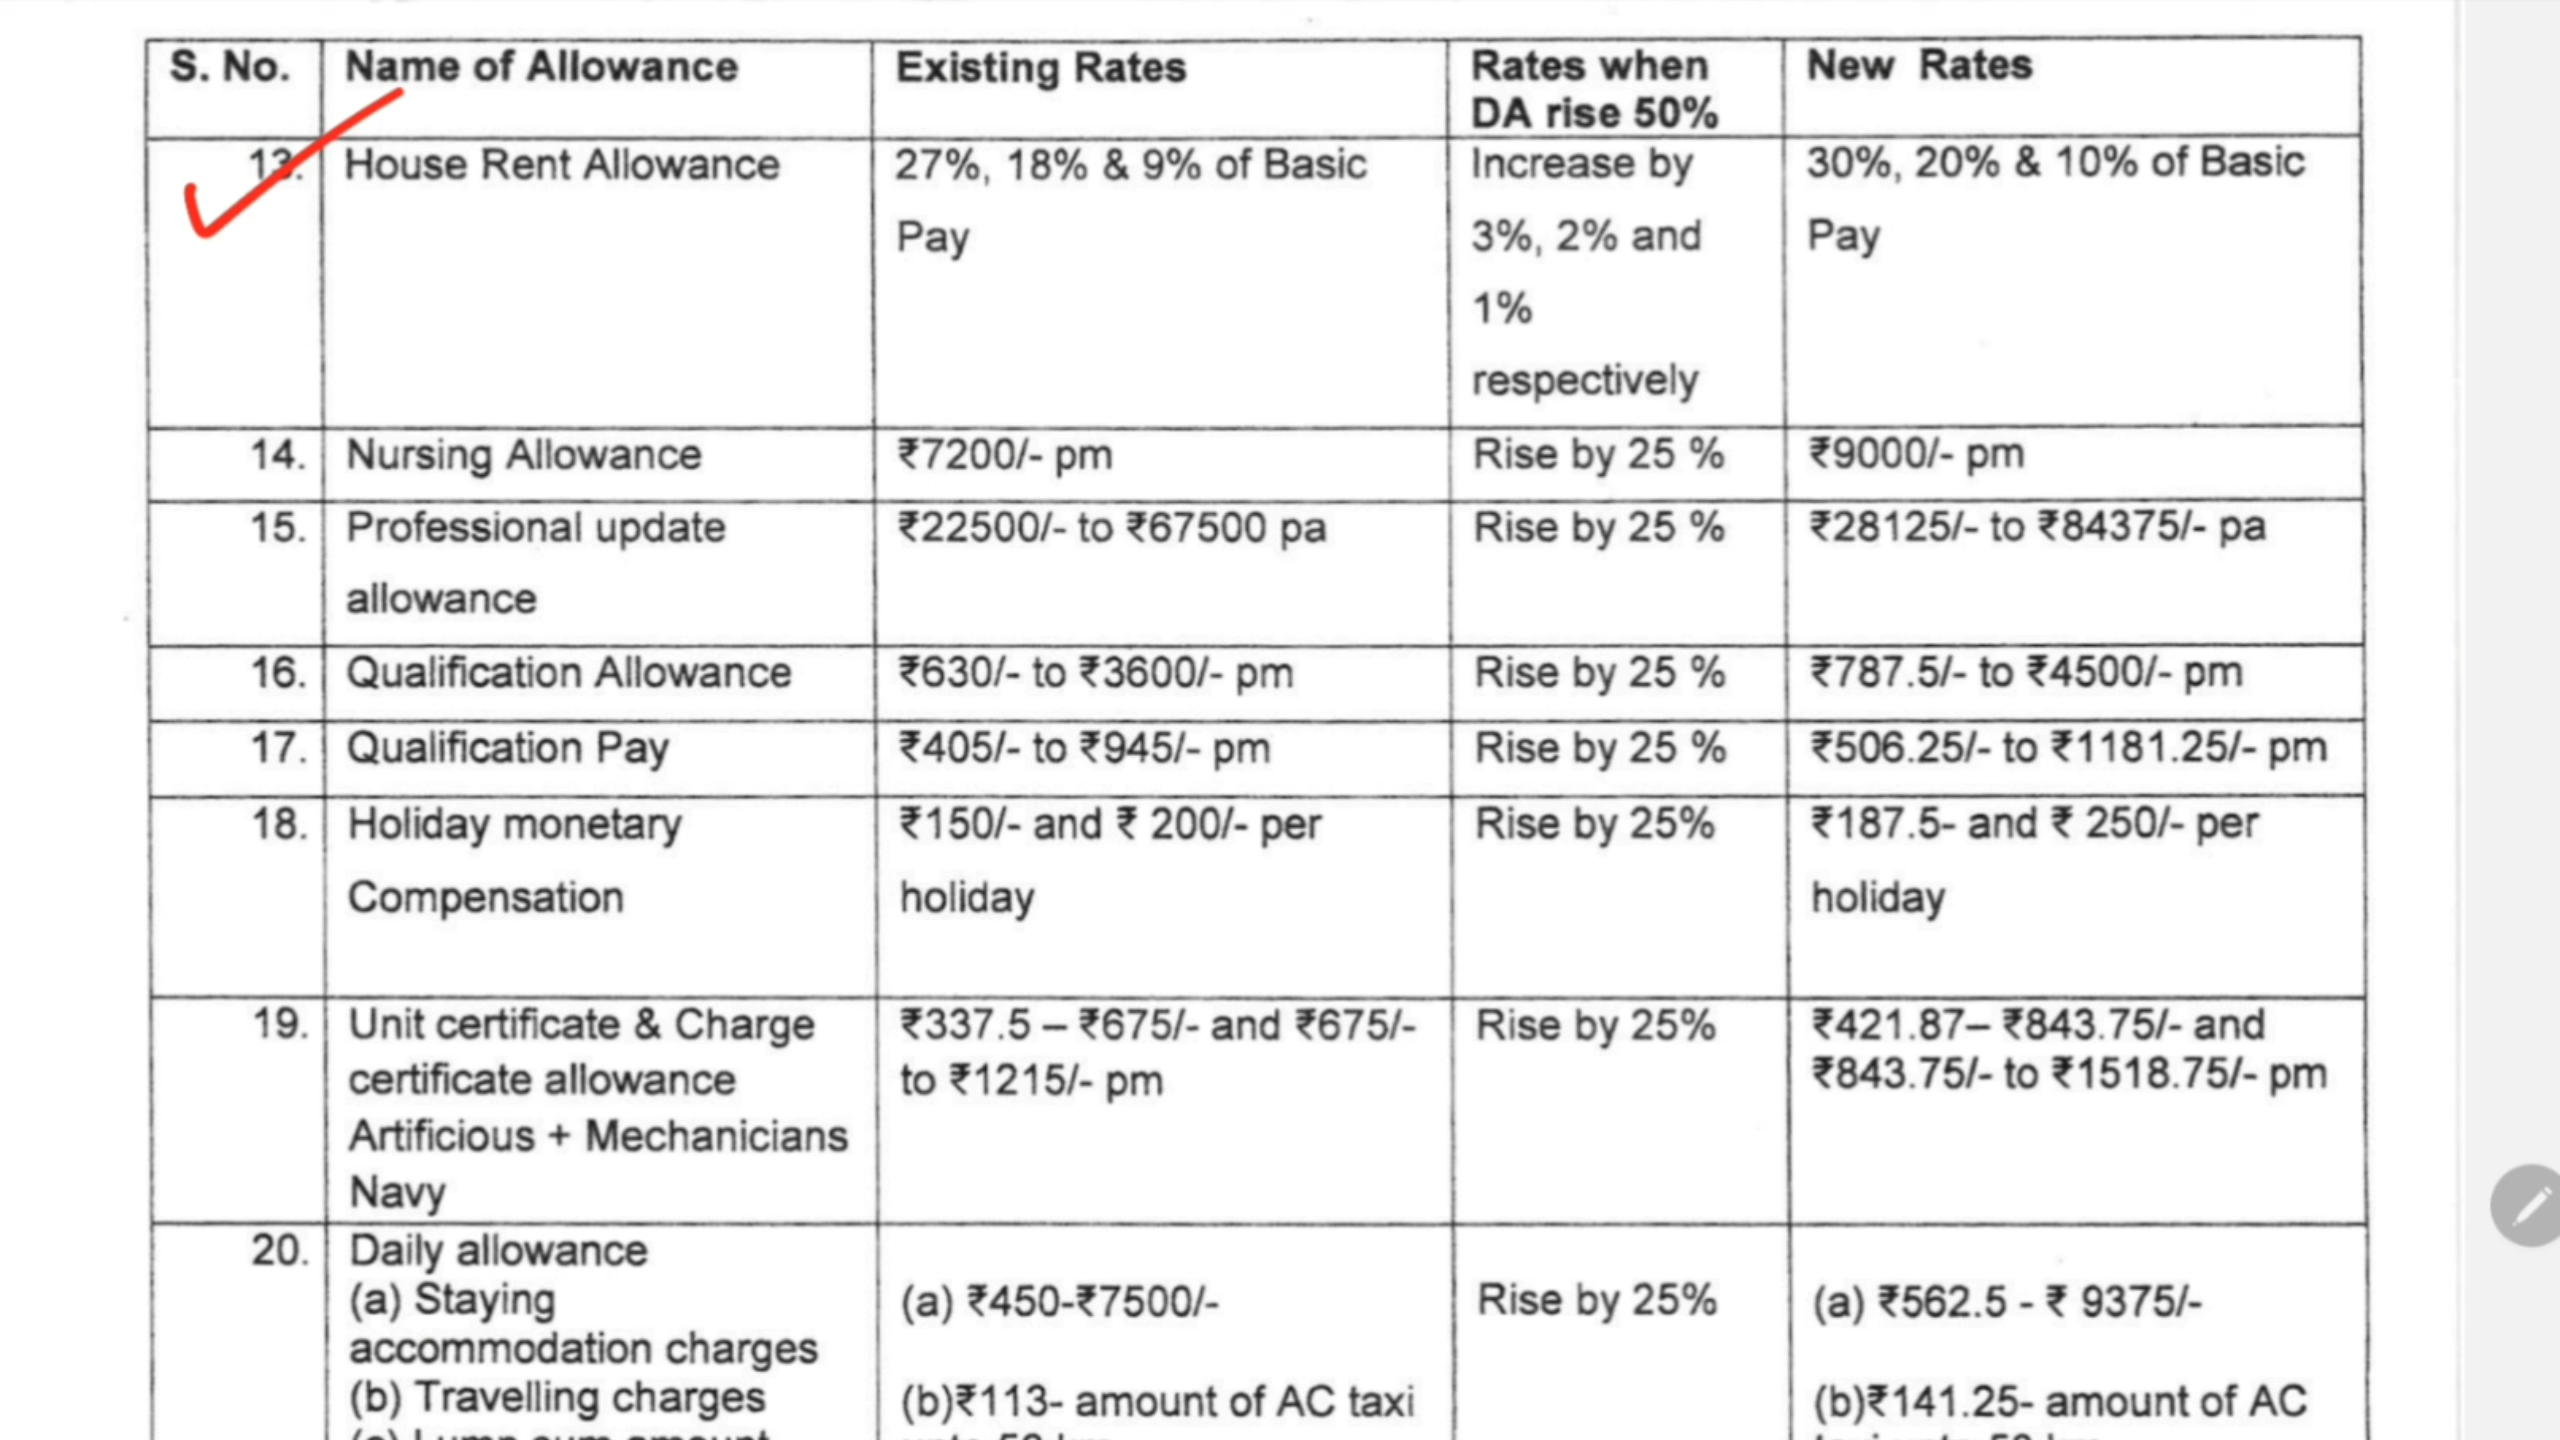 S. No. Name of Allowance Existing Rates Rates when DA rise 50% New Rates
13. House Rent Allowance 27%, 18% & 9% of Basic Increase by 30%, 20% & 10% of Basic
Pay 3%, 2% and Pay
1%
respectively
14. Nursing Allowance ₹7200/- pm Rise by 25 % ₹9000/- pm
15. Professional update ₹22500/- to ₹67500 pa Rise by 25 % ₹28125/- to ₹84375/- pa
allowance
16. Qualification Allowance ₹630/- to ₹3600/- pm Rise by 25 % ₹787.5/- to ₹4500/- pm
17. Qualification Pay ₹405/- to ₹945/- pm Rise by 25 % ₹506.25/- to ₹1181.25/- pm
18. Holiday monetary ₹150/- and ₹ 200/- per Rise by 25% ₹187.5- and ₹ 250/- per
Compensation holiday holiday
19. Unit certificate & Charge ₹337.5 – ₹675/- and ₹675/- Rise by 25% ₹421.87– ₹843.75/- and
certificate allowance to ₹1215/- pm ₹843.75/- to ₹1518.75/- pm
Artificious + Mechanicians
Navy
20. Daily allowance
(a) Staying (a) ₹450-₹7500/- Rise by 25% (a) ₹562.5 - ₹ 9375/-
accommodation charges
(b) Travelling charges (b)₹113- amount of AC taxi (b)₹141.25- amount of AC